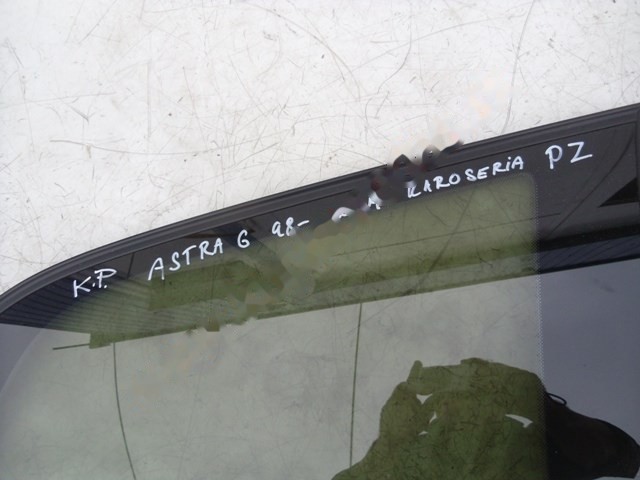 K.P. ASTRA G 98- KAROSERIA PZ